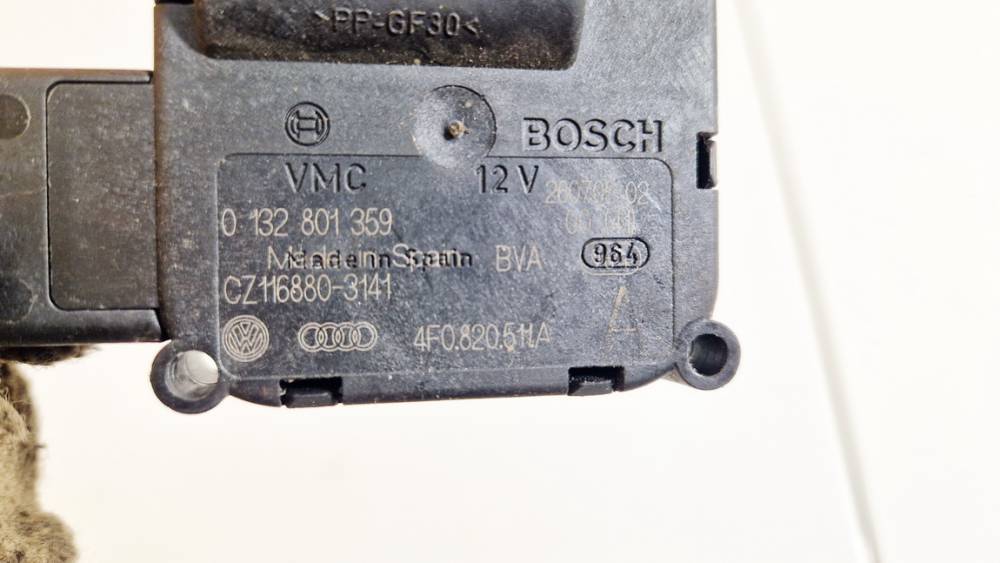 >PP-GF30<
BOSCH
VMC 12 V
0 132 801 359
Made in Spain BVA 964
CZ116880-3141
4F0.820.511A